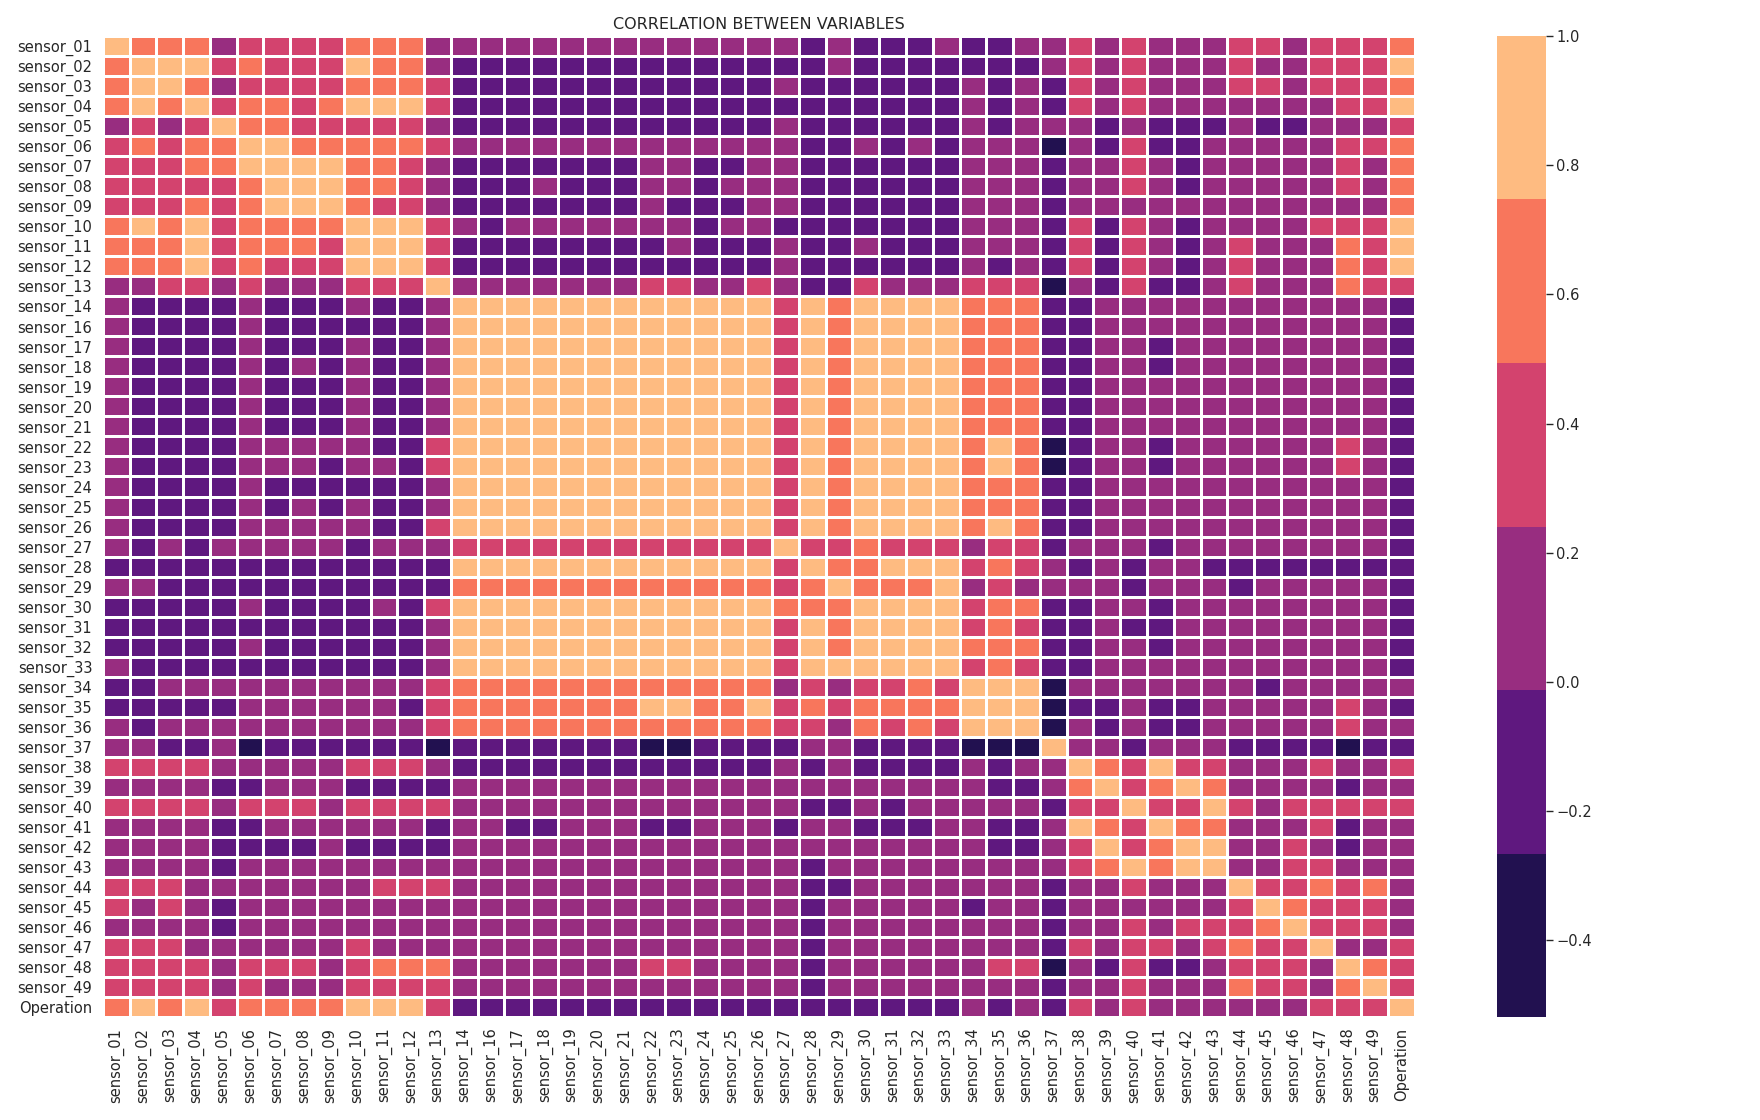 CORRELATION BETWEEN VARIABLES
sensor_01
sensor_02
sensor_03
sensor_04
sensor_05
sensor_06
sensor_07
sensor_08
sensor_09
sensor_10
sensor_11
sensor_12
sensor_13
sensor_14
sensor_16
sensor_17
sensor_18
sensor_19
sensor_20
sensor_21
sensor_22
sensor_23
sensor_24
sensor_25
sensor_26
sensor_27
sensor_28
sensor_29
sensor_30
sensor_31
sensor_32
sensor_33
sensor_34
sensor_35
sensor_36
sensor_37
sensor_38
sensor_39
sensor_40
sensor_41
sensor_42
sensor_43
sensor_44
sensor_45
sensor_46
sensor_47
sensor_48
sensor_49
Operation
sensor_01
sensor_02
sensor_03
sensor_04
sensor_05
sensor_06
sensor_07
sensor_08
sensor_09
sensor_10
sensor_11
sensor_12
sensor_13
sensor_14
sensor_16
sensor_17
sensor_18
sensor_19
sensor_20
sensor_21
sensor_22
sensor_23
sensor_24
sensor_25
sensor_26
sensor_27
sensor_28
sensor_29
sensor_30
sensor_31
sensor_32
sensor_33
sensor_34
sensor_35
sensor_36
sensor_37
sensor_38
sensor_39
sensor_40
sensor_41
sensor_42
sensor_43
sensor_44
sensor_45
sensor_46
sensor_47
sensor_48
sensor_49
Operation
1.0
0.8
0.6
0.4
0.2
0.0
−0.2
−0.4